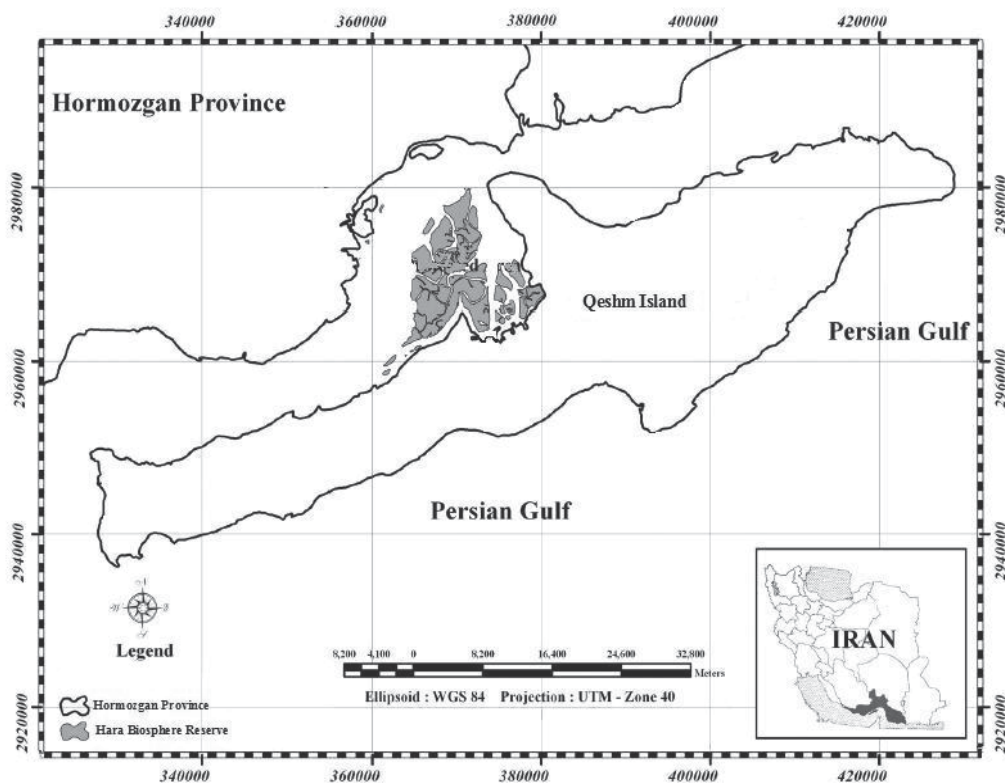 340000 360000 380000 400000 420000
Hormozgan Province
2980000 2980000
d
Qeshm Island
Persian Gulf
2960000 2960000
Persian Gulf
2940000 2940000
IRAN
Legend
8,200 4,100 0 8,200 16,400 24,600 32,800
Meters
Ellipsoid : WGS 84 Projection : UTM - Zone 40
Hormorgan Province
Hara Biosphere Reserve
2920000 2920000
340000 360000 380000 400000 420000